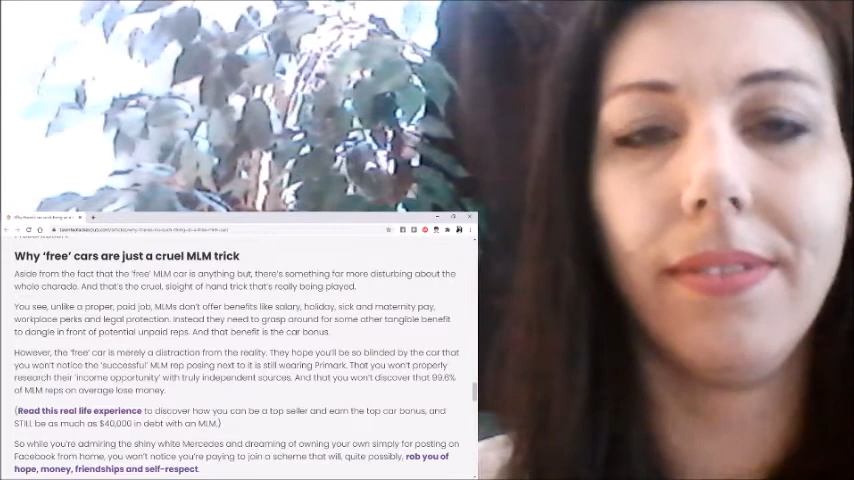 Why 'free' cars are just a cruel MLM trick
Aside from the fact that the 'free' MLM car is anything but, there's something far more disturbing about the
whole charade. And that's the cruel, sleight of hand trick that's really being played.
You see, unlike a proper, paid job, MLMs don't offer benefits like salary, holiday, sick and maternity pay,
workplace perks and legal protection. Instead they need to grasp around for some other tangible benefit
to dangle in front of potential unpaid reps. And that benefit is the car bonus.
However, the 'free' car is merely a distraction from the reality. They hope you'll be so blinded by the car that
you won't notice the 'successful' MLM rep posing next to it is still wearing Primark. That you won't properly
research their 'income opportunity' with truly independent sources. And that you won't discover that 99.6%
of MLM reps on average lose money.
(Read this real life experience to discover how you can be a top seller and earn the top car bonus, and
STILL be as much as $40,000 in debt with an MLM.)
So while you're admiring the shiny white Mercedes and dreaming of owning your own simply for posting on
Facebook from home, you won't notice you're paying to join a scheme that will, quite possibly, rob you of
hope, money, friendships and self-respect.